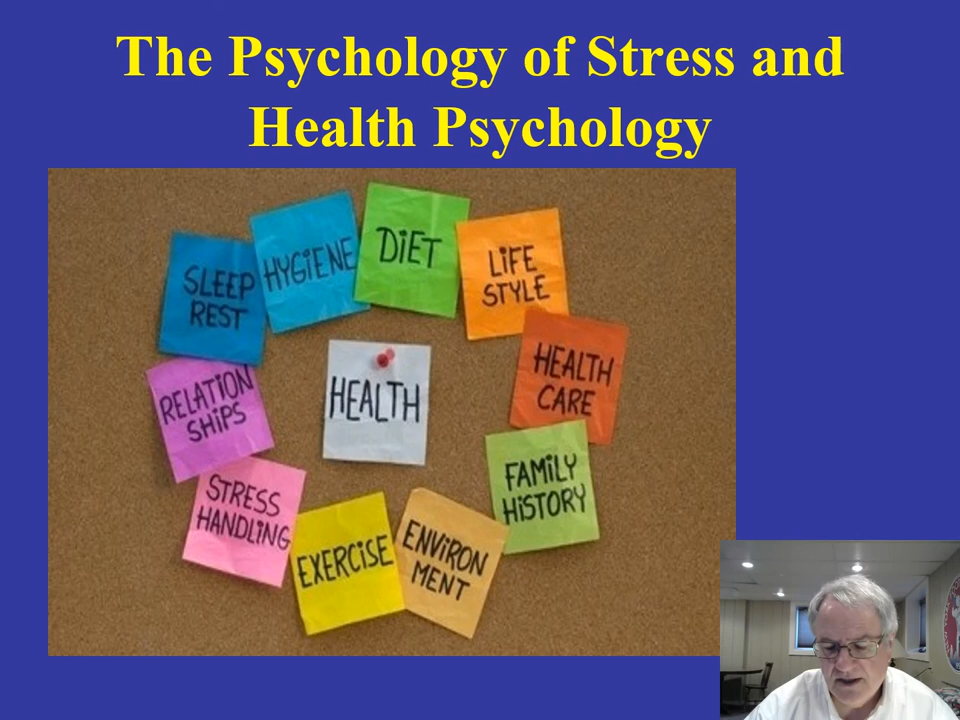 The Psychology of Stress and
Health Psychology
DiET
HYGiENE
LiFE
STYLE
SLEEP
REST
HEALTH
CARE
HEALTH
RELATiON
SHiPS
FAMiLY
HiSTORY
STRESS
HANDLiNG
EXERCiSE
ENViRON
MENT